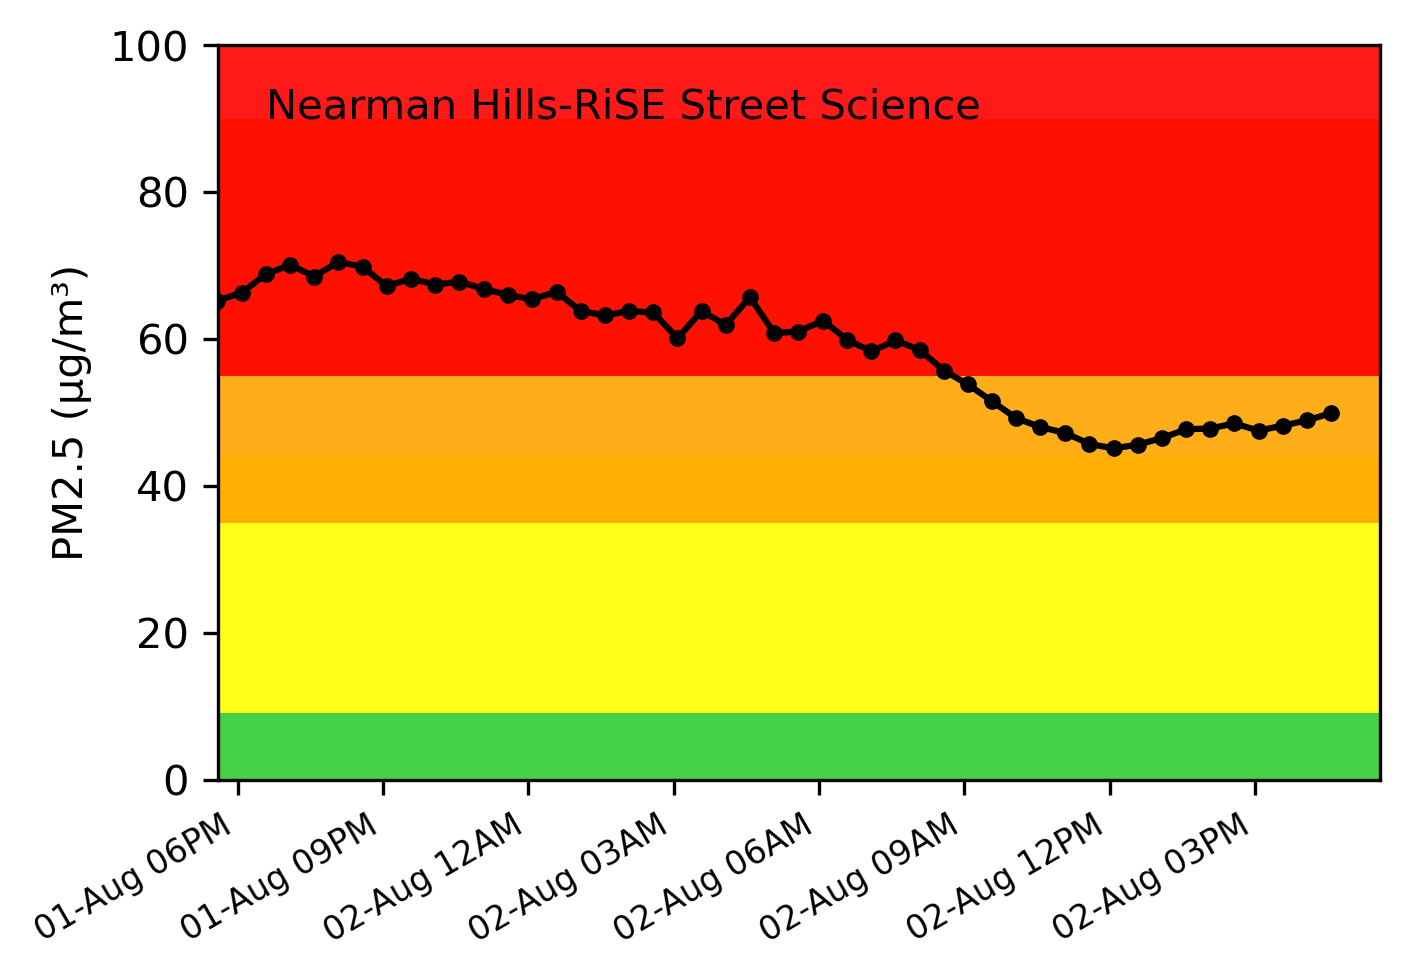 Nearman Hills-RiSE Street Science
PM2.5 (µg/m³)
100
80
60
40
20
0
01-Aug 06PM
01-Aug 09PM
02-Aug 12AM
02-Aug 03AM
02-Aug 06AM
02-Aug 09AM
02-Aug 12PM
02-Aug 03PM